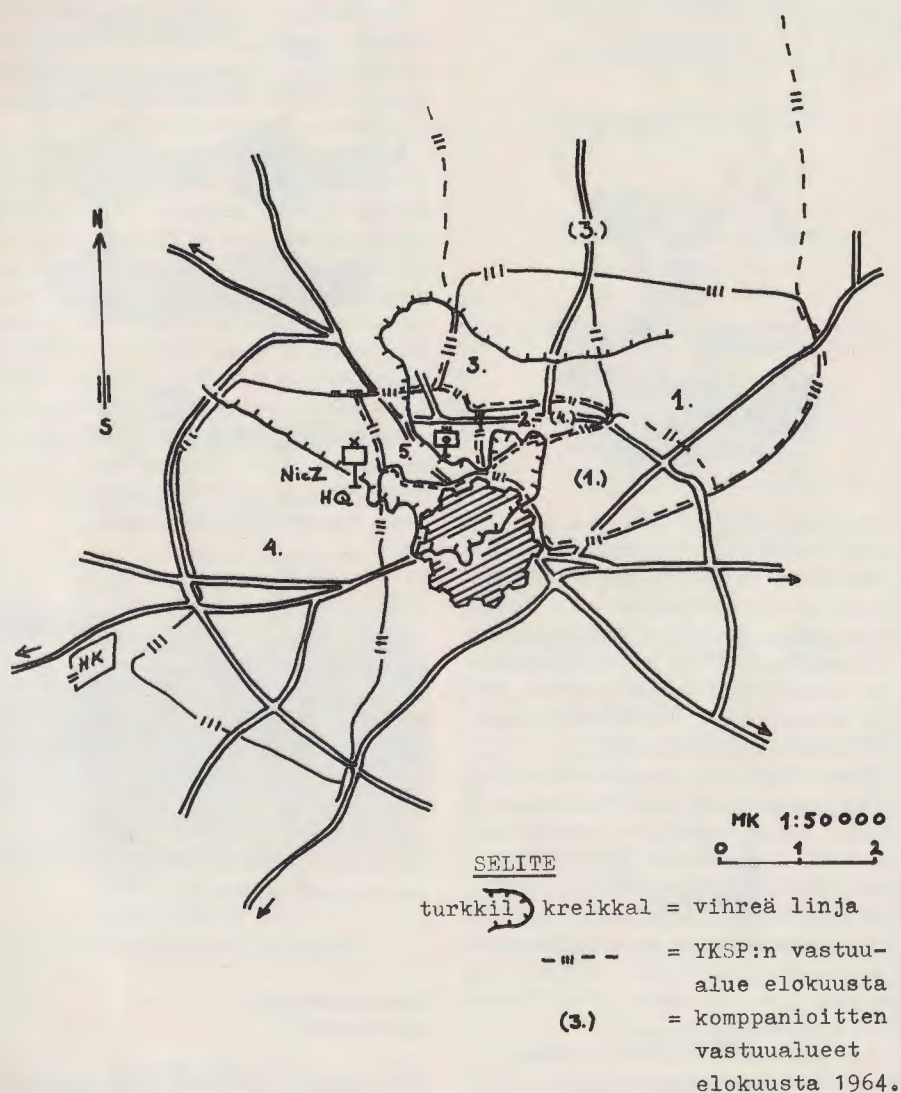 N
S
(3.)
3.
1.
2.
(4.)
5.
(1.)
NicZ
HQ
4.
HK
MK 1:50000
0 1 2
SELITE
turkkil kreikkal = vihreä linja
= YKSP:n vastuu-
alue elokuusta
(3.) = komppanioitten
vastuualueet
elokuusta 1964.